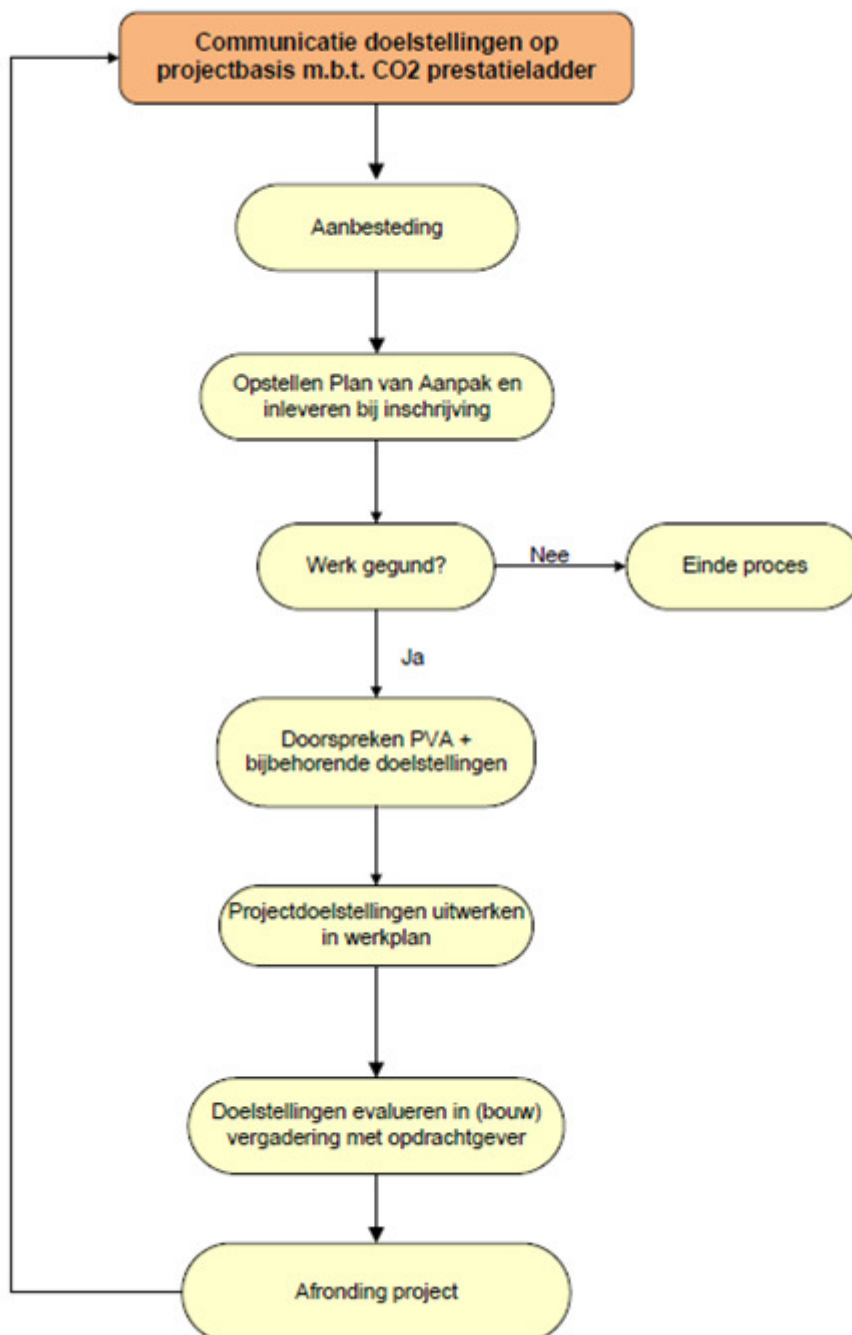 Communicatie doelstellingen op
projectbasis m.b.t. CO2 prestatieladder
Aanbesteding
Opstellen Plan van Aanpak en
inleveren bij inschrijving
Werk gegund?
Nee
Einde proces
Ja
Doorspreken PVA +
bijbehorende doelstellingen
Projectdoelstellingen uitwerken
in werkplan
Doelstellingen evalueren in (bouw)
vergadering met opdrachtgever
Afronding project